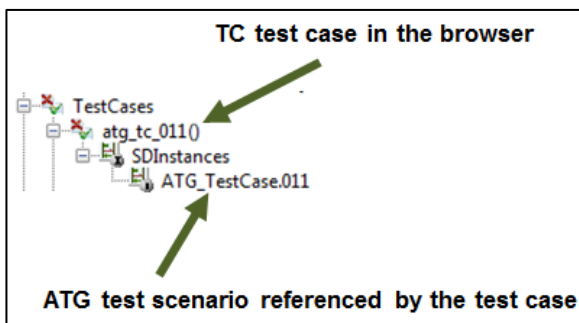 TC test case in the browser
TestCases
atg_tc_011()
SDInstances
ATG_TestCase.011
ATG test scenario referenced by the test case